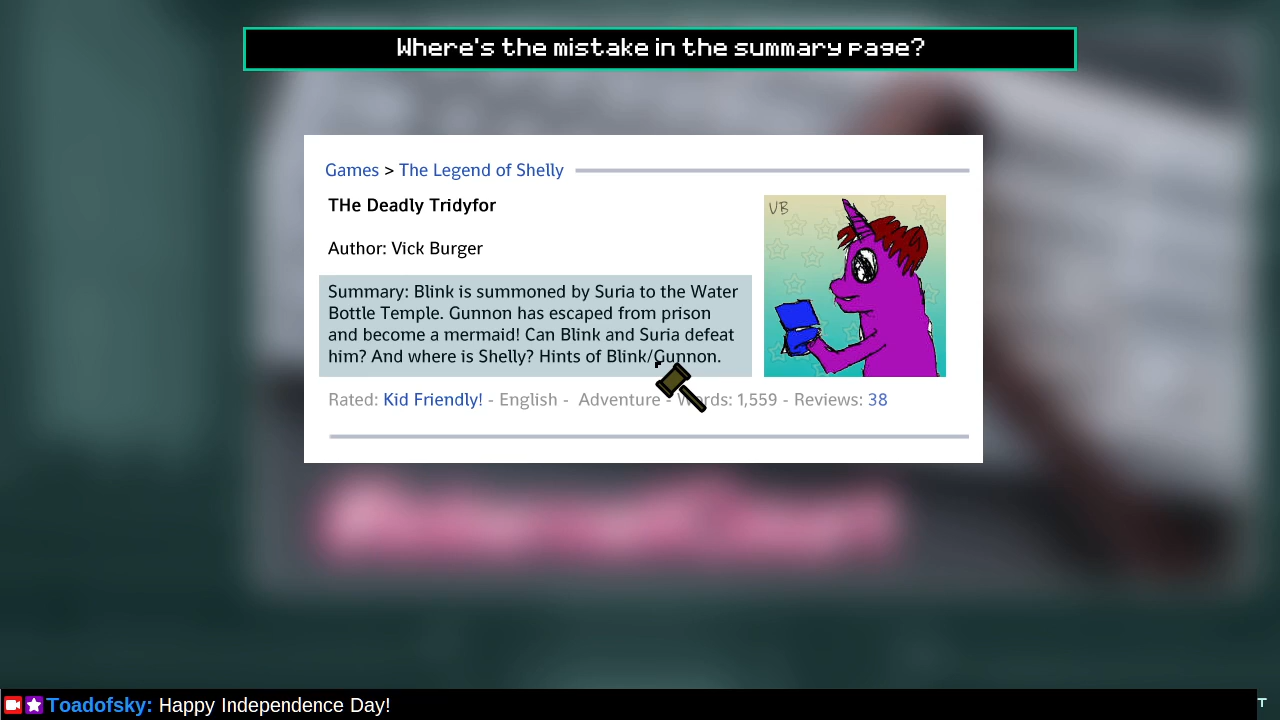 Where's the mistake in the summary page?
Games > The Legend of Shelly
THe Deadly Tridyfor
VB
Author: Vick Burger
Summary: Blink is summoned by Suria to the Water
Bottle Temple. Gunnon has escaped from prison
and become a mermaid! Can Blink and Suria defeat
him? And where is Shelly? Hints of Blink/Gunnon.
Rated: Kid Friendly! - English - Adventure - Words: 1,559 - Reviews: 38
Toadofsky: Happy Independence Day!
T